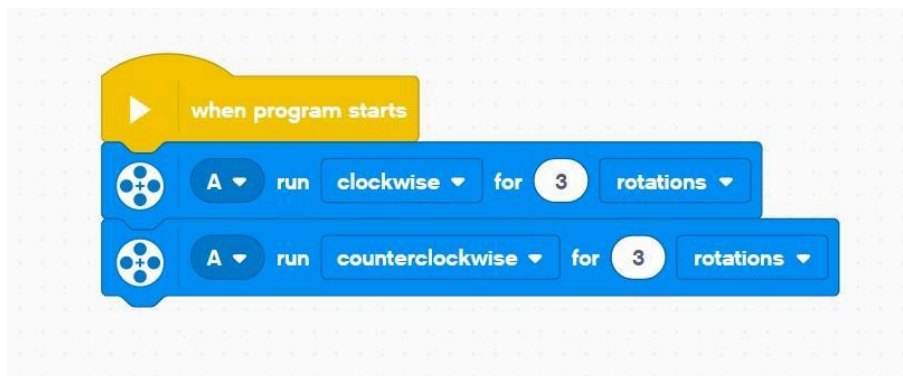 when program starts
A run clockwise for 3 rotations
A run counterclockwise for 3 rotations